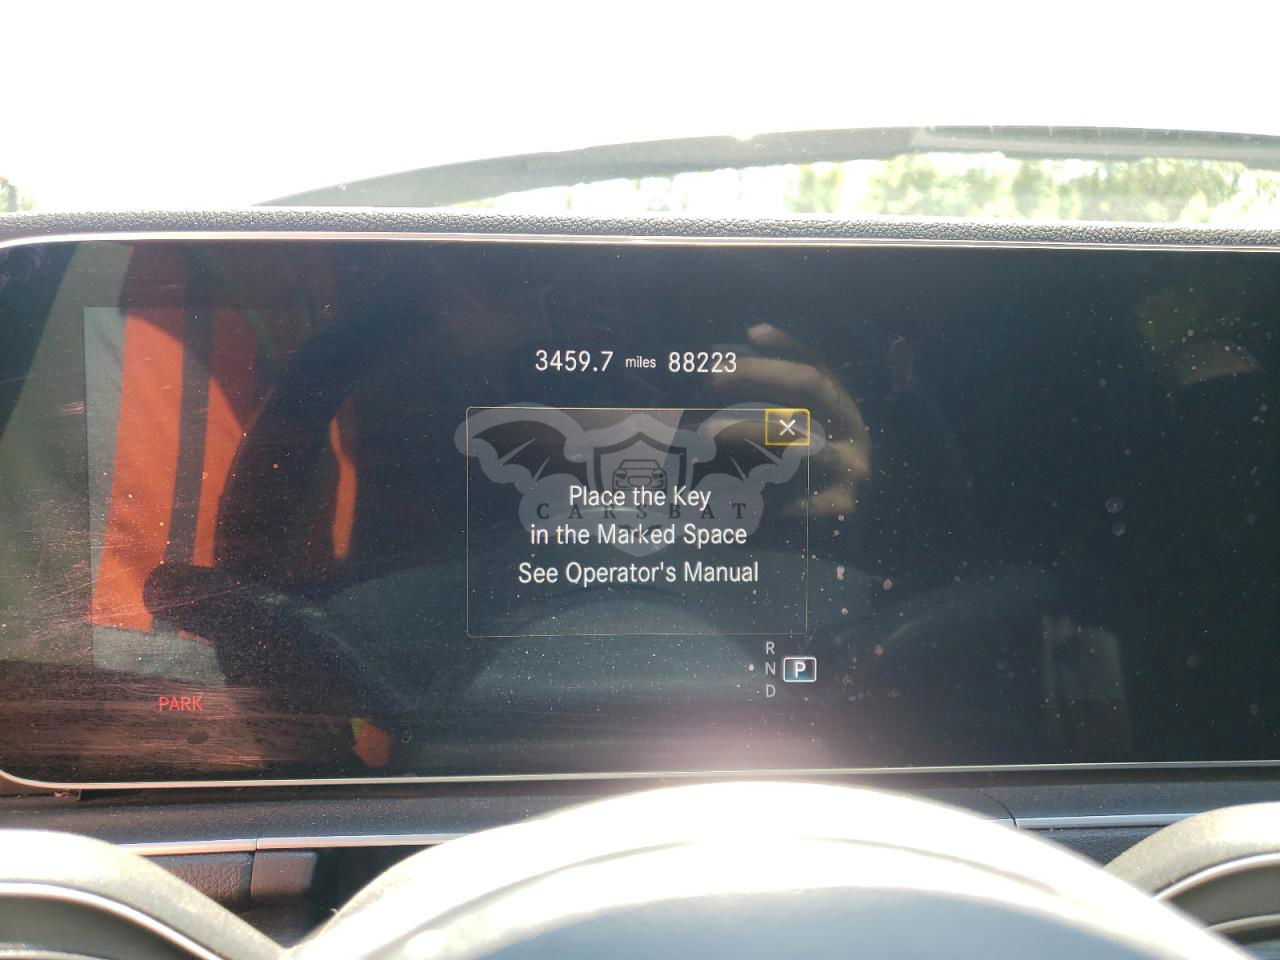 3459.7 miles 88223
Place the Key
CARSBAT
in the Marked Space
See Operator's Manual
R
N P
D
PARK